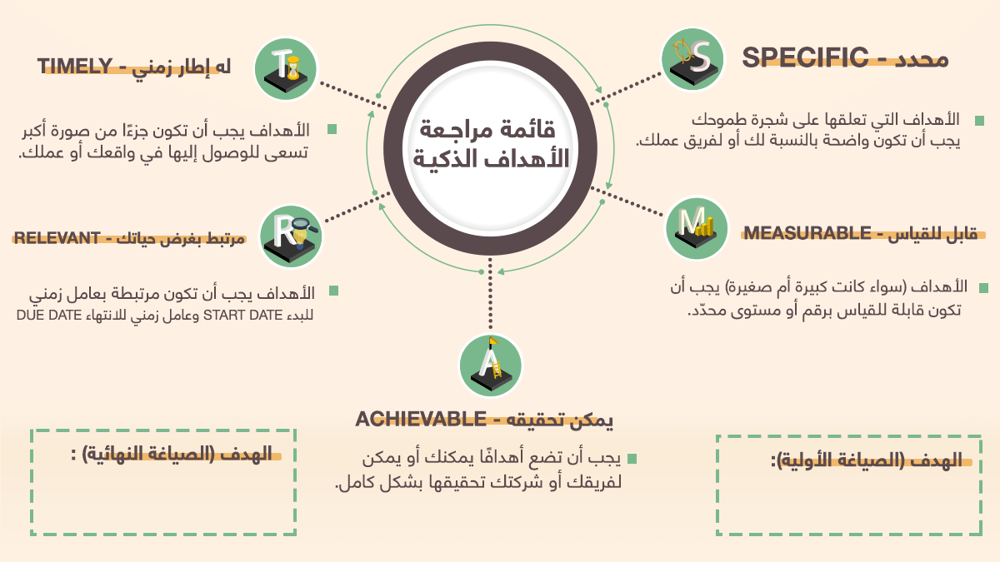 قائمة مراجعة
الأهداف الذكية
محدد - SPECIFIC
S
الأهداف التي تعلقها على شجرة طموحك
يجب أن تكون واضحة بالنسبة لك أو لفريق عملك.
قابل للقياس - MEASURABLE
M
الأهداف (سواء كانت كبيرة أم صغيرة) يجب أن
تكون قابلة للقياس برقم أو مستوى محدّد.
A
يمكن تحقيقه - ACHIEVABLE
يجب أن تضع أهدافًا يمكنك أو يمكن
لفريقك أو شركتك تحقيقها بشكل كامل.
R
مرتبط بغرض حياتك - RELEVANT
الأهداف يجب أن تكون مرتبطة بعامل زمني
للبدء START DATE وعامل زمني للانتهاء DUE DATE
T
له إطار زمني - TIMELY
الأهداف يجب أن تكون جزءًا من صورة أكبر
تسعى للوصول إليها في واقعك أو عملك.
الهدف (الصياغة الأولية):
الهدف (الصياغة النهائية) :